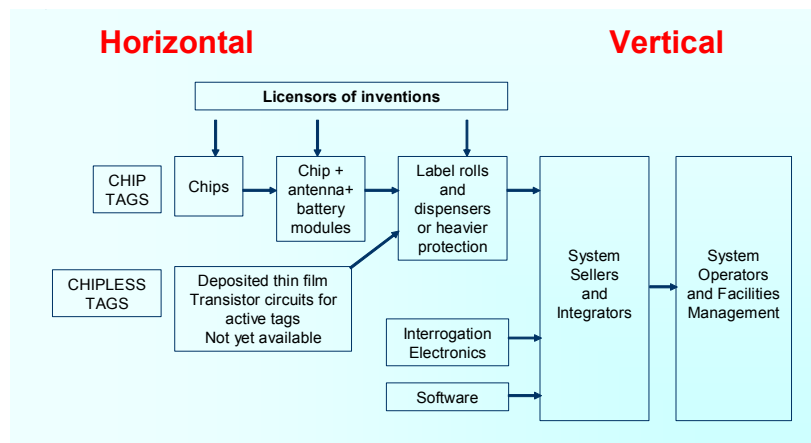 Horizontal
Vertical
Licensors of inventions
CHIP
TAGS
Chips
Chip +
antenna+
battery
modules
Label rolls
and
dispensers
or heavier
protection
System
Sellers
and
Integrators
System
Operators
and Facilities
Management
CHIPLESS
TAGS
Deposited thin film
Transistor circuits for
active tags
Not yet available
Interrogation
Electronics
Software